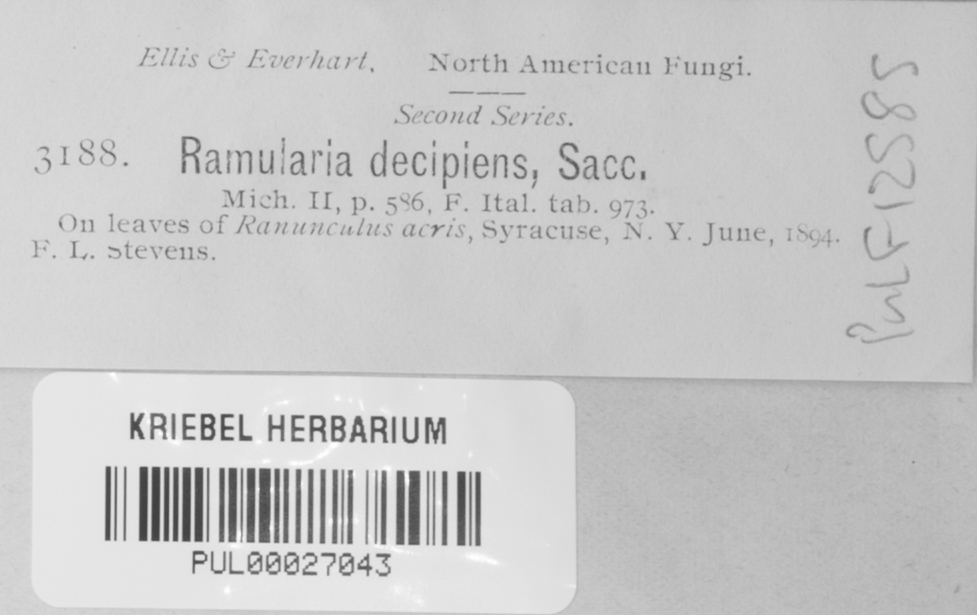 Ellis & Everhart. North American Fungi.
Second Series.
3188. Ramularia decipiens, Sacc.
Mich. II, p. 586, F. Ital. tab. 973.
On leaves of Ranunculus acris, Syracuse, N. Y. June, 1894.
F. L. Stevens.
PulF12585
KRIEBEL HERBARIUM
PUL00027043